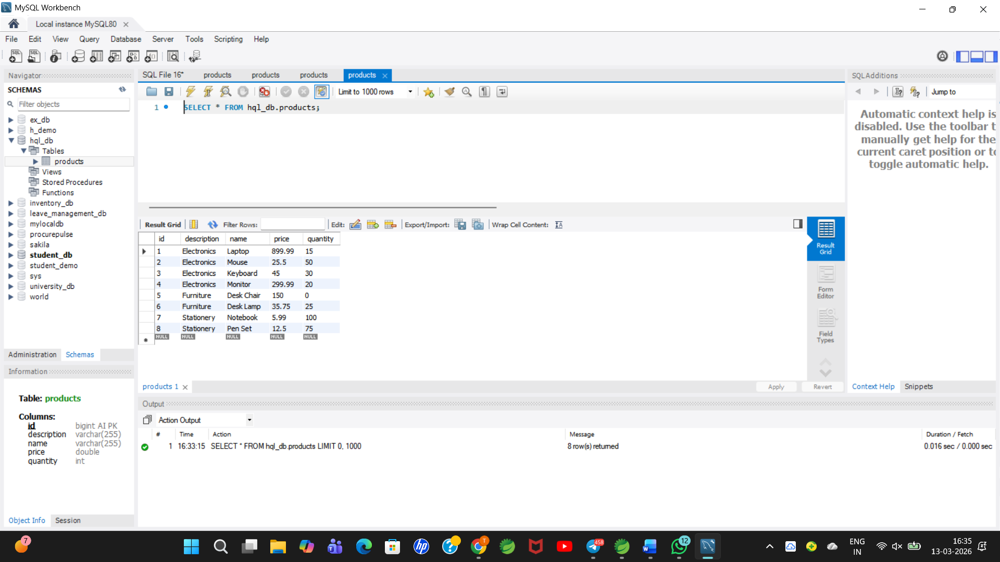 MySQL Workbench
Local instance MySQL80
File Edit View Query Database Server Tools Scripting Help
Navigator
SCHEMAS
Filter objects
ex_db
h_demo
hql_db
Tables
products
Views
Stored Procedures
Functions
inventory_db
leave_management_db
mylocaldb
procurepulse
sakila
student_db
student_demo
sys
university_db
world
Administration Schemas
Information
Table: products
Columns:
id bigint AI PK
description varchar(255)
name varchar(255)
price double
quantity int
Object Info Session
SQL File 16* products products products products
Limit to 1000 rows
1 SELECT * FROM hql_db.products;
Result Grid Filter Rows: Edit: Export/Import: Wrap Cell Content:
id description name price quantity
1 Electronics Laptop 899.99 15
2 Electronics Mouse 25.5 50
3 Electronics Keyboard 45 30
4 Electronics Monitor 299.99 20
5 Furniture Desk Chair 150 0
6 Furniture Desk Lamp 35.75 25
7 Stationery Notebook 5.99 100
8 Stationery Pen Set 12.5 75
NULL NULL NULL NULL NULL
Result
Grid
Form
Editor
Field
Types
products 1 Apply Revert
SQLAdditions
Jump to
Automatic context help is
disabled. Use the toolbar t
manually get help for the
current caret position or to
toggle automatic help.
Context Help Snippets
Output
Action Output
# Time Action Message Duration / Fetch
1 16:33:15 SELECT * FROM hql_db.products LIMIT 0, 1000 8 row(s) returned 0.016 sec / 0.000 sec
7
hp
T
458
12
ENG
IN
16:35
13-03-2026